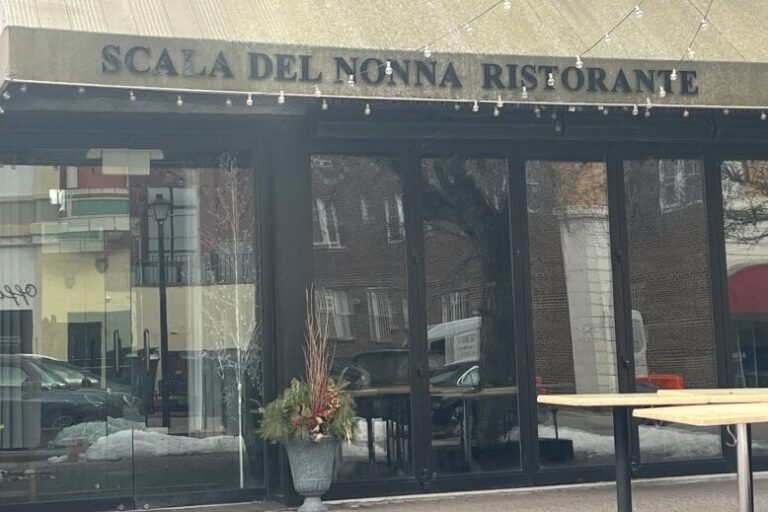 SCALA DEL NONNA RISTORANTE